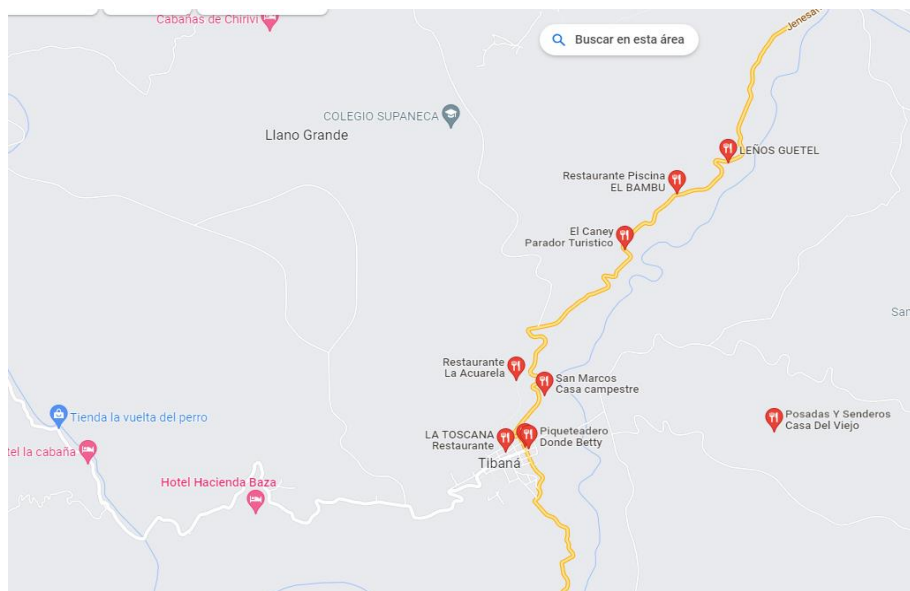 Cabañas de Chirivi
Buscar en esta área
COLEGIO SUPANECA
Llano Grande
LEÑOS GUETEL
Restaurante Piscina
EL BAMBU
El Caney
Parador Turistico
Restaurante
La Acuarela
San Marcos
Casa campestre
Tienda la vuelta del perro
Posadas Y Senderos
Casa Del Viejo
LA TOSCANA
Restaurante
Piqueteadero
Donde Betty
tel la cabaña
Tibaná
Hotel Hacienda Baza